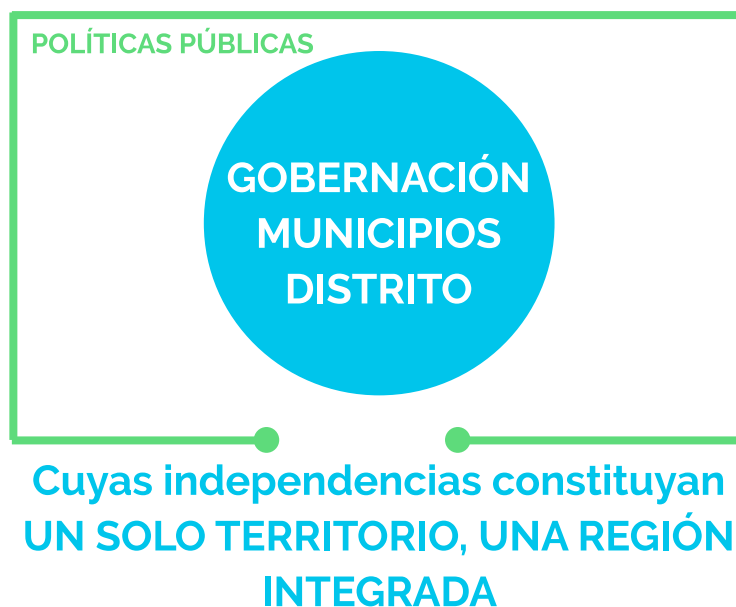 POLÍTICAS PÚBLICAS
GOBERNACIÓN
MUNICIPIOS
DISTRITO
Cuyas independencias constituyan
UN SOLO TERRITORIO, UNA REGIÓN
INTEGRADA